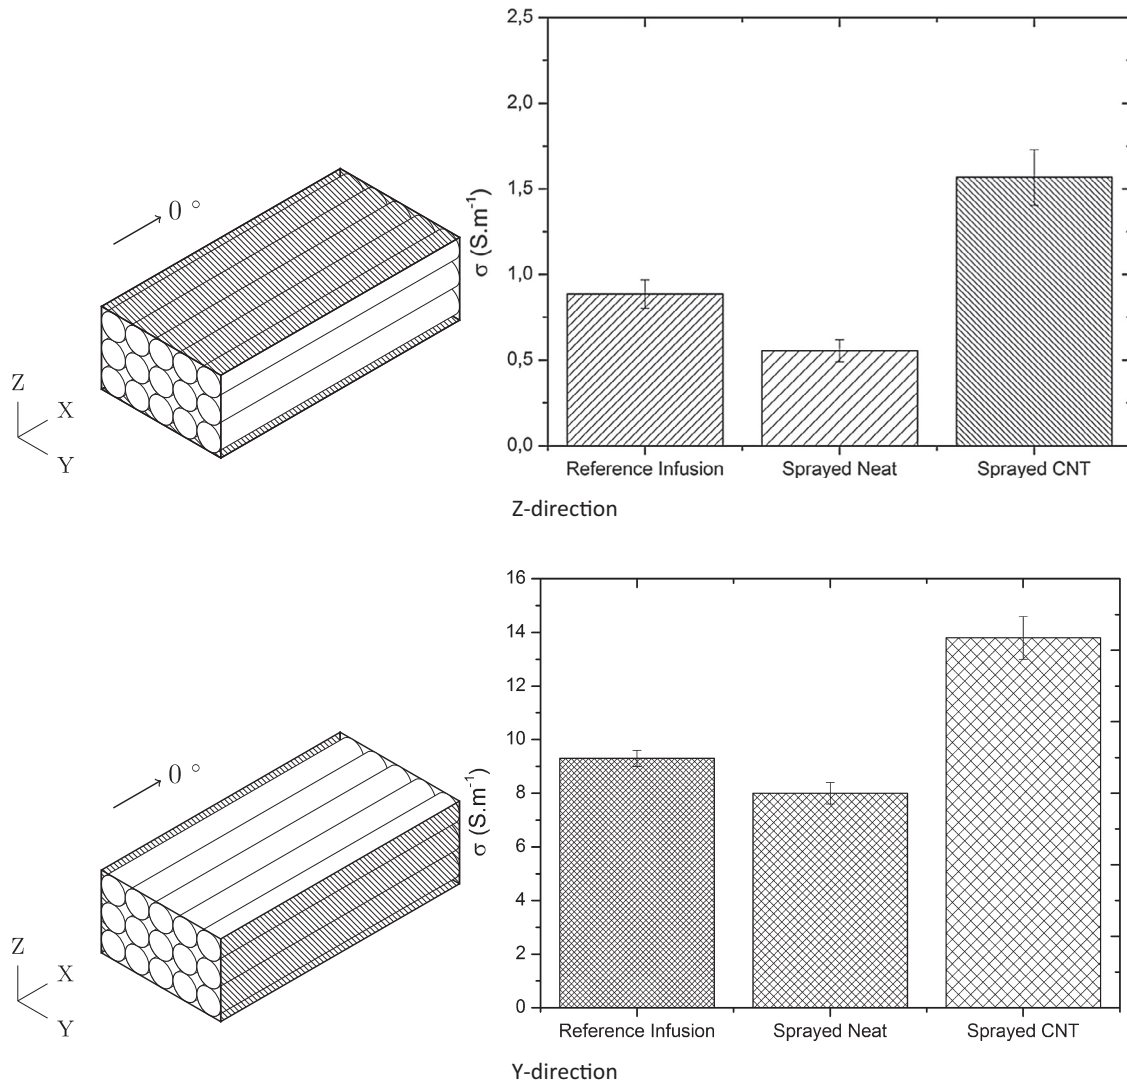 2,5
2,0
1,5
1,0
0,5
0,0
σ (S.m⁻¹)
0 °
Z
X
Y
Reference Infusion
Sprayed Neat
Sprayed CNT
Z-direction
16
14
12
10
8
6
4
2
0
σ (S.m⁻¹)
0 °
Z
X
Y
Reference Infusion
Sprayed Neat
Sprayed CNT
Y-direction